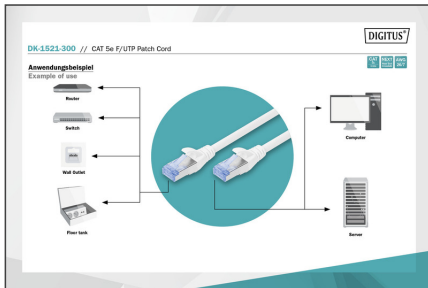 DIGITUS®
DK-1521-300 // CAT 5e F/UTP Patch Cord
Anwendungsbeispiel
Example of use
Router
Switch
Wall Outlet
Floor tank
Computer
Server